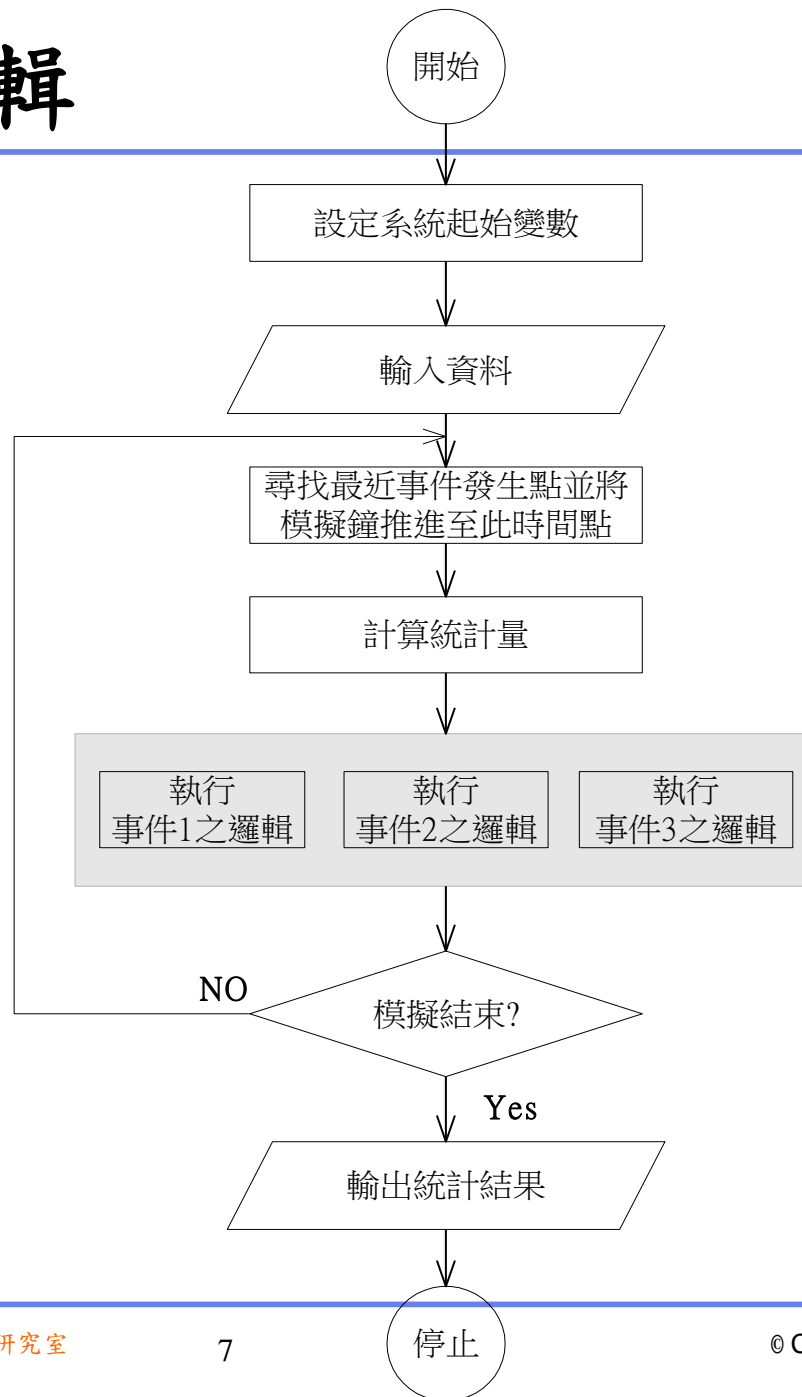 輯
開始
設定系統起始變數
輸入資料
尋找最近事件發生點並將
模擬鐘推進至此時間點
計算統計量
執行
事件1之邏輯
執行
事件2之邏輯
執行
事件3之邏輯
NO
模擬結束?
Yes
輸出統計結果
停止
研究室
7
©